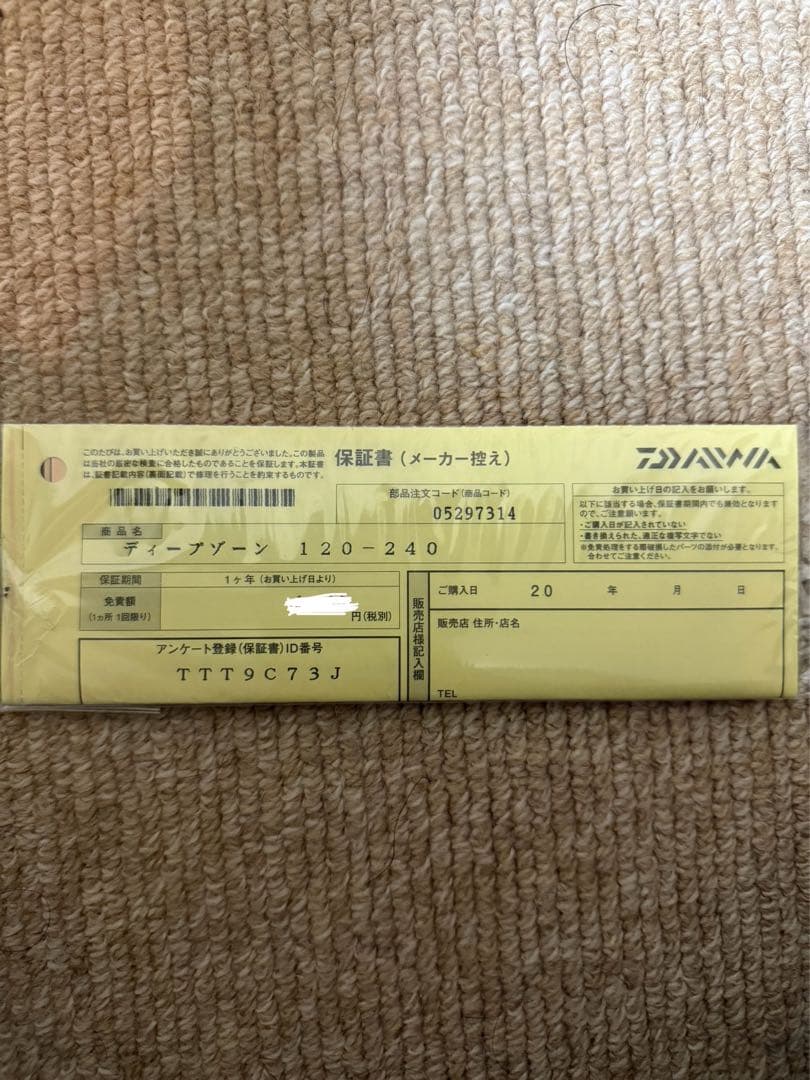 このたびは、お買い上げいただき誠にありがとうございました。この製品
は当社の厳密な検査に合格したものであることを保証します。本証書
は、証書記載内容(裏面記載)で修理を行うことを約束するものです。
保証書(メーカー控え)
DAIWA
部品注文コード(商品コード)
05297314
お買い上げ日の記入をお願いします。
以下に該当する場合、保証書期間内でも無効となります
ので、ご注意願います。
・ご購入日が記入されていない
・書き換えられた、適正な複写文字でない
※免責処理をする際破損したパーツの添付が必要となります。
合わせてご注意ください。
商品名
ディープゾーン 120-240
保証期間
1ヶ年(お買い上げ日より)
免責額
(1ヵ所 1回限り)
円(税別)
アンケート登録(保証書)ID番号
TTT9C73J
販売店様記入欄
ご購入日 20 年 月 日
販売店 住所・店名
TEL